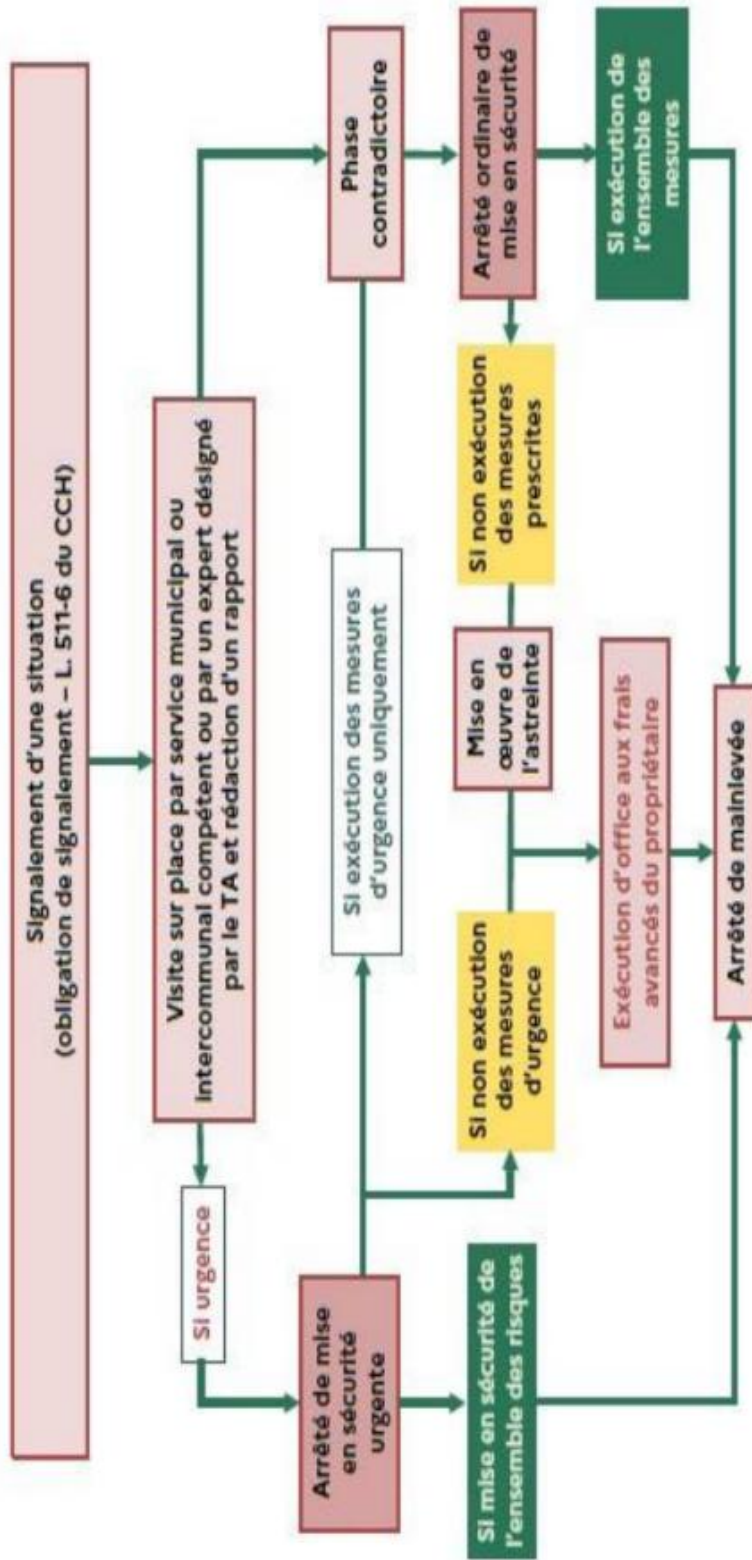 Signalement d'une situation
(obligation de signalement – L. 511-6 du CCH)
Visite sur place par service municipal ou
intercommunal compétent ou par un expert désigné
par le TA et rédaction d'un rapport
Si urgence
Arrêté de mise
en sécurité
urgente
Si exécution des mesures
d'urgence uniquement
Phase
contradictoire
Si mise en sécurité de
l'ensemble des risques
Si non exécution
des mesures
d'urgence
Mise en
œuvre de
l'astreinte
Si non exécution
des mesures
prescrites
Arrêté ordinaire de
mise en sécurité
Exécution d'office aux frais
avancés du propriétaire
Si exécution de
l'ensemble des
mesures
Arrêté de mainlevée